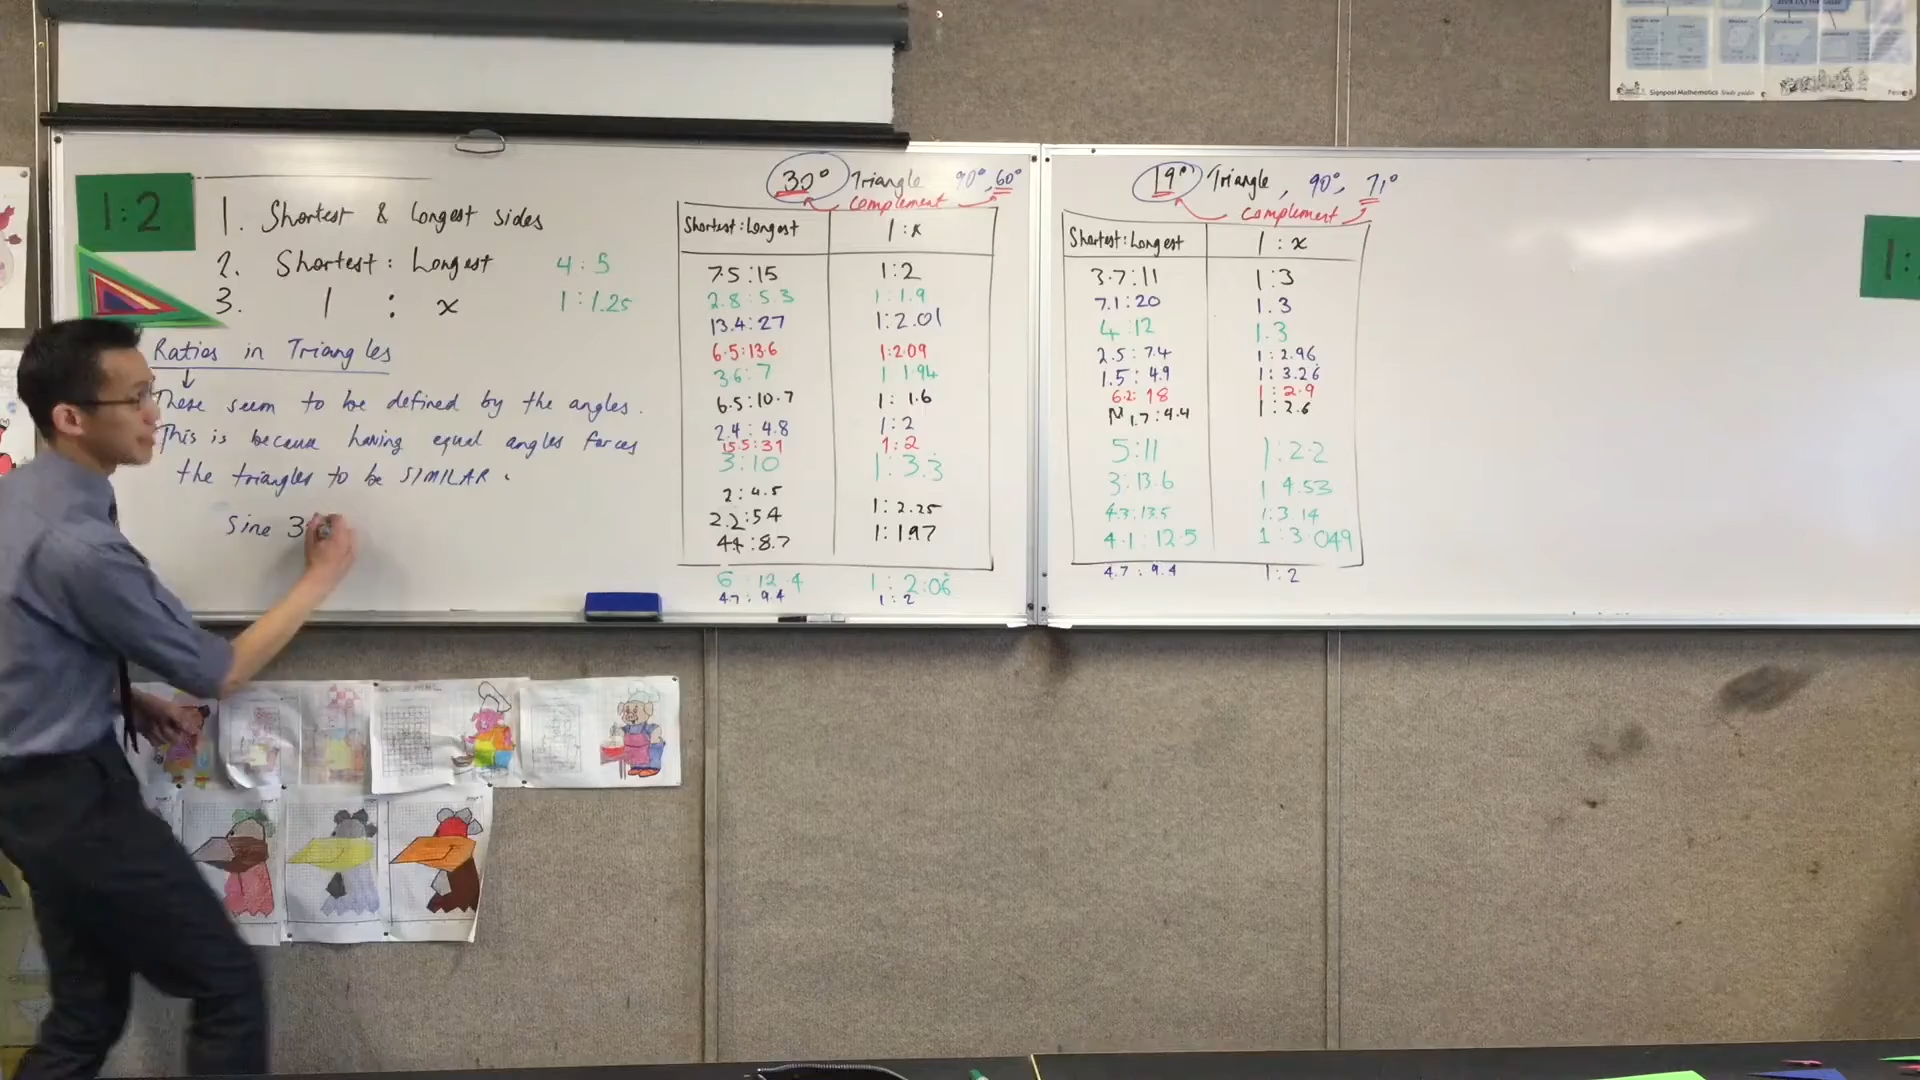 1:2
1. Shortest & Longest sides
2. Shortest : Longest 4:5
3. 1 : x 1:1.25
Ratios in Triangles
These seem to be defined by the angles.
This is because having equal angles forces
the triangles to be SIMILAR.
Sine 3
30° Triangle 90°, 60°
complement
Shortest:Longest 1:x
7.5:15 1:2
2.8:5.3 1:1.9
13.4:27 1:2.01
6.5:13.6 1:2.09
3.6:7 1 1.94
6.5:10.7 1:1.6
2.4:4.8 1:2
15.5:31 1:2
3:10 1:3.3
2:4.5 1:2.25
2.2:54 1:197
44:8.7
6:12.4 1:2.06
4.7:9.4 1:2
19° Triangle, 90°, 71°
complement
Shortest:Longest 1:x
3.7:11 1:3
7.1:20 1.3
4:12 1.3
2.5:7.4 1:2.96
1.5:4.9 1:3.26
6.2:18 1:2.9
1.7:4.4 1:2.6
5:11 1:2.2
3:13.6 1 4.53
4.3:13.5 1:3.14
4.1:12.5 1:3.049
4.7:9.4 1:2
1:
Signpost Mathematics Study guides